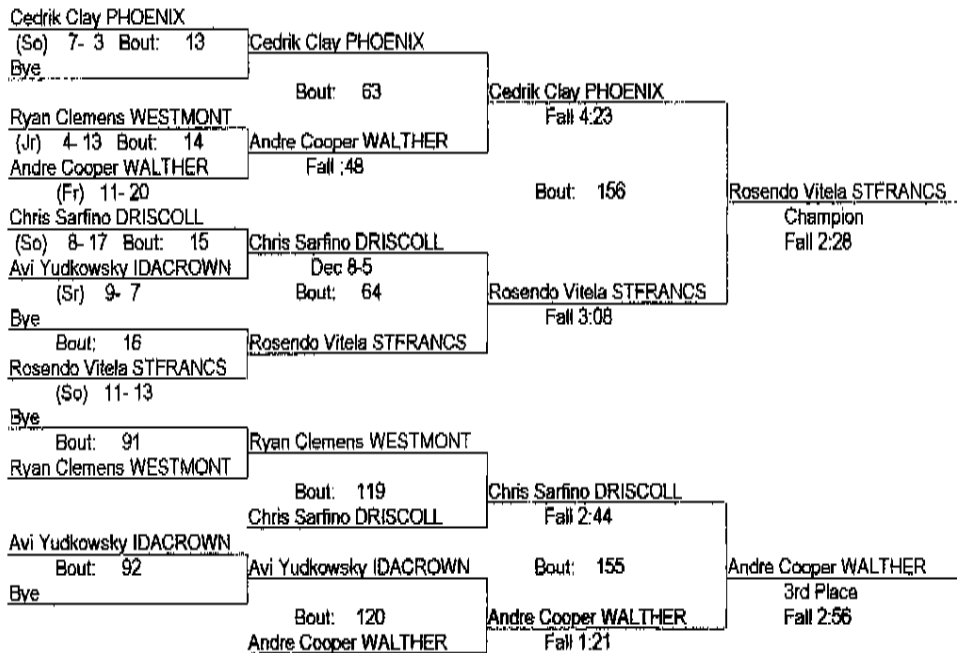 Cedrik Clay PHOENIX
(So) 7- 3 Bout: 13
Bye
Cedrik Clay PHOENIX
Bout: 63
Ryan Clemens WESTMONT
(Jr) 4- 13 Bout: 14
Andre Cooper WALTHER
(Fr) 11- 20
Andre Cooper WALTHER
Fall :48
Cedrik Clay PHOENIX
Fall 4:23
Bout: 156
Chris Sarfino DRISCOLL
(So) 8- 17 Bout: 15
Avi Yudkowsky IDACROWN
(Sr) 9- 7
Chris Sarfino DRISCOLL
Dec 8-5
Bout: 64
Bye
Bout: 16
Rosendo Vitela STFRANCS
(So) 11- 13
Rosendo Vitela STFRANCS
Rosendo Vitela STFRANCS
Fall 3:08
Rosendo Vitela STFRANCS
Champion
Fall 2:28
Bye
Bout: 91
Ryan Clemens WESTMONT
Ryan Clemens WESTMONT
Bout: 119
Chris Sarfino DRISCOLL
Chris Sarfino DRISCOLL
Fall 2:44
Bout: 155
Avi Yudkowsky IDACROWN
Bout: 92
Bye
Avi Yudkowsky IDACROWN
Bout: 120
Andre Cooper WALTHER
Andre Cooper WALTHER
Fall 1:21
Andre Cooper WALTHER
3rd Place
Fall 2:56